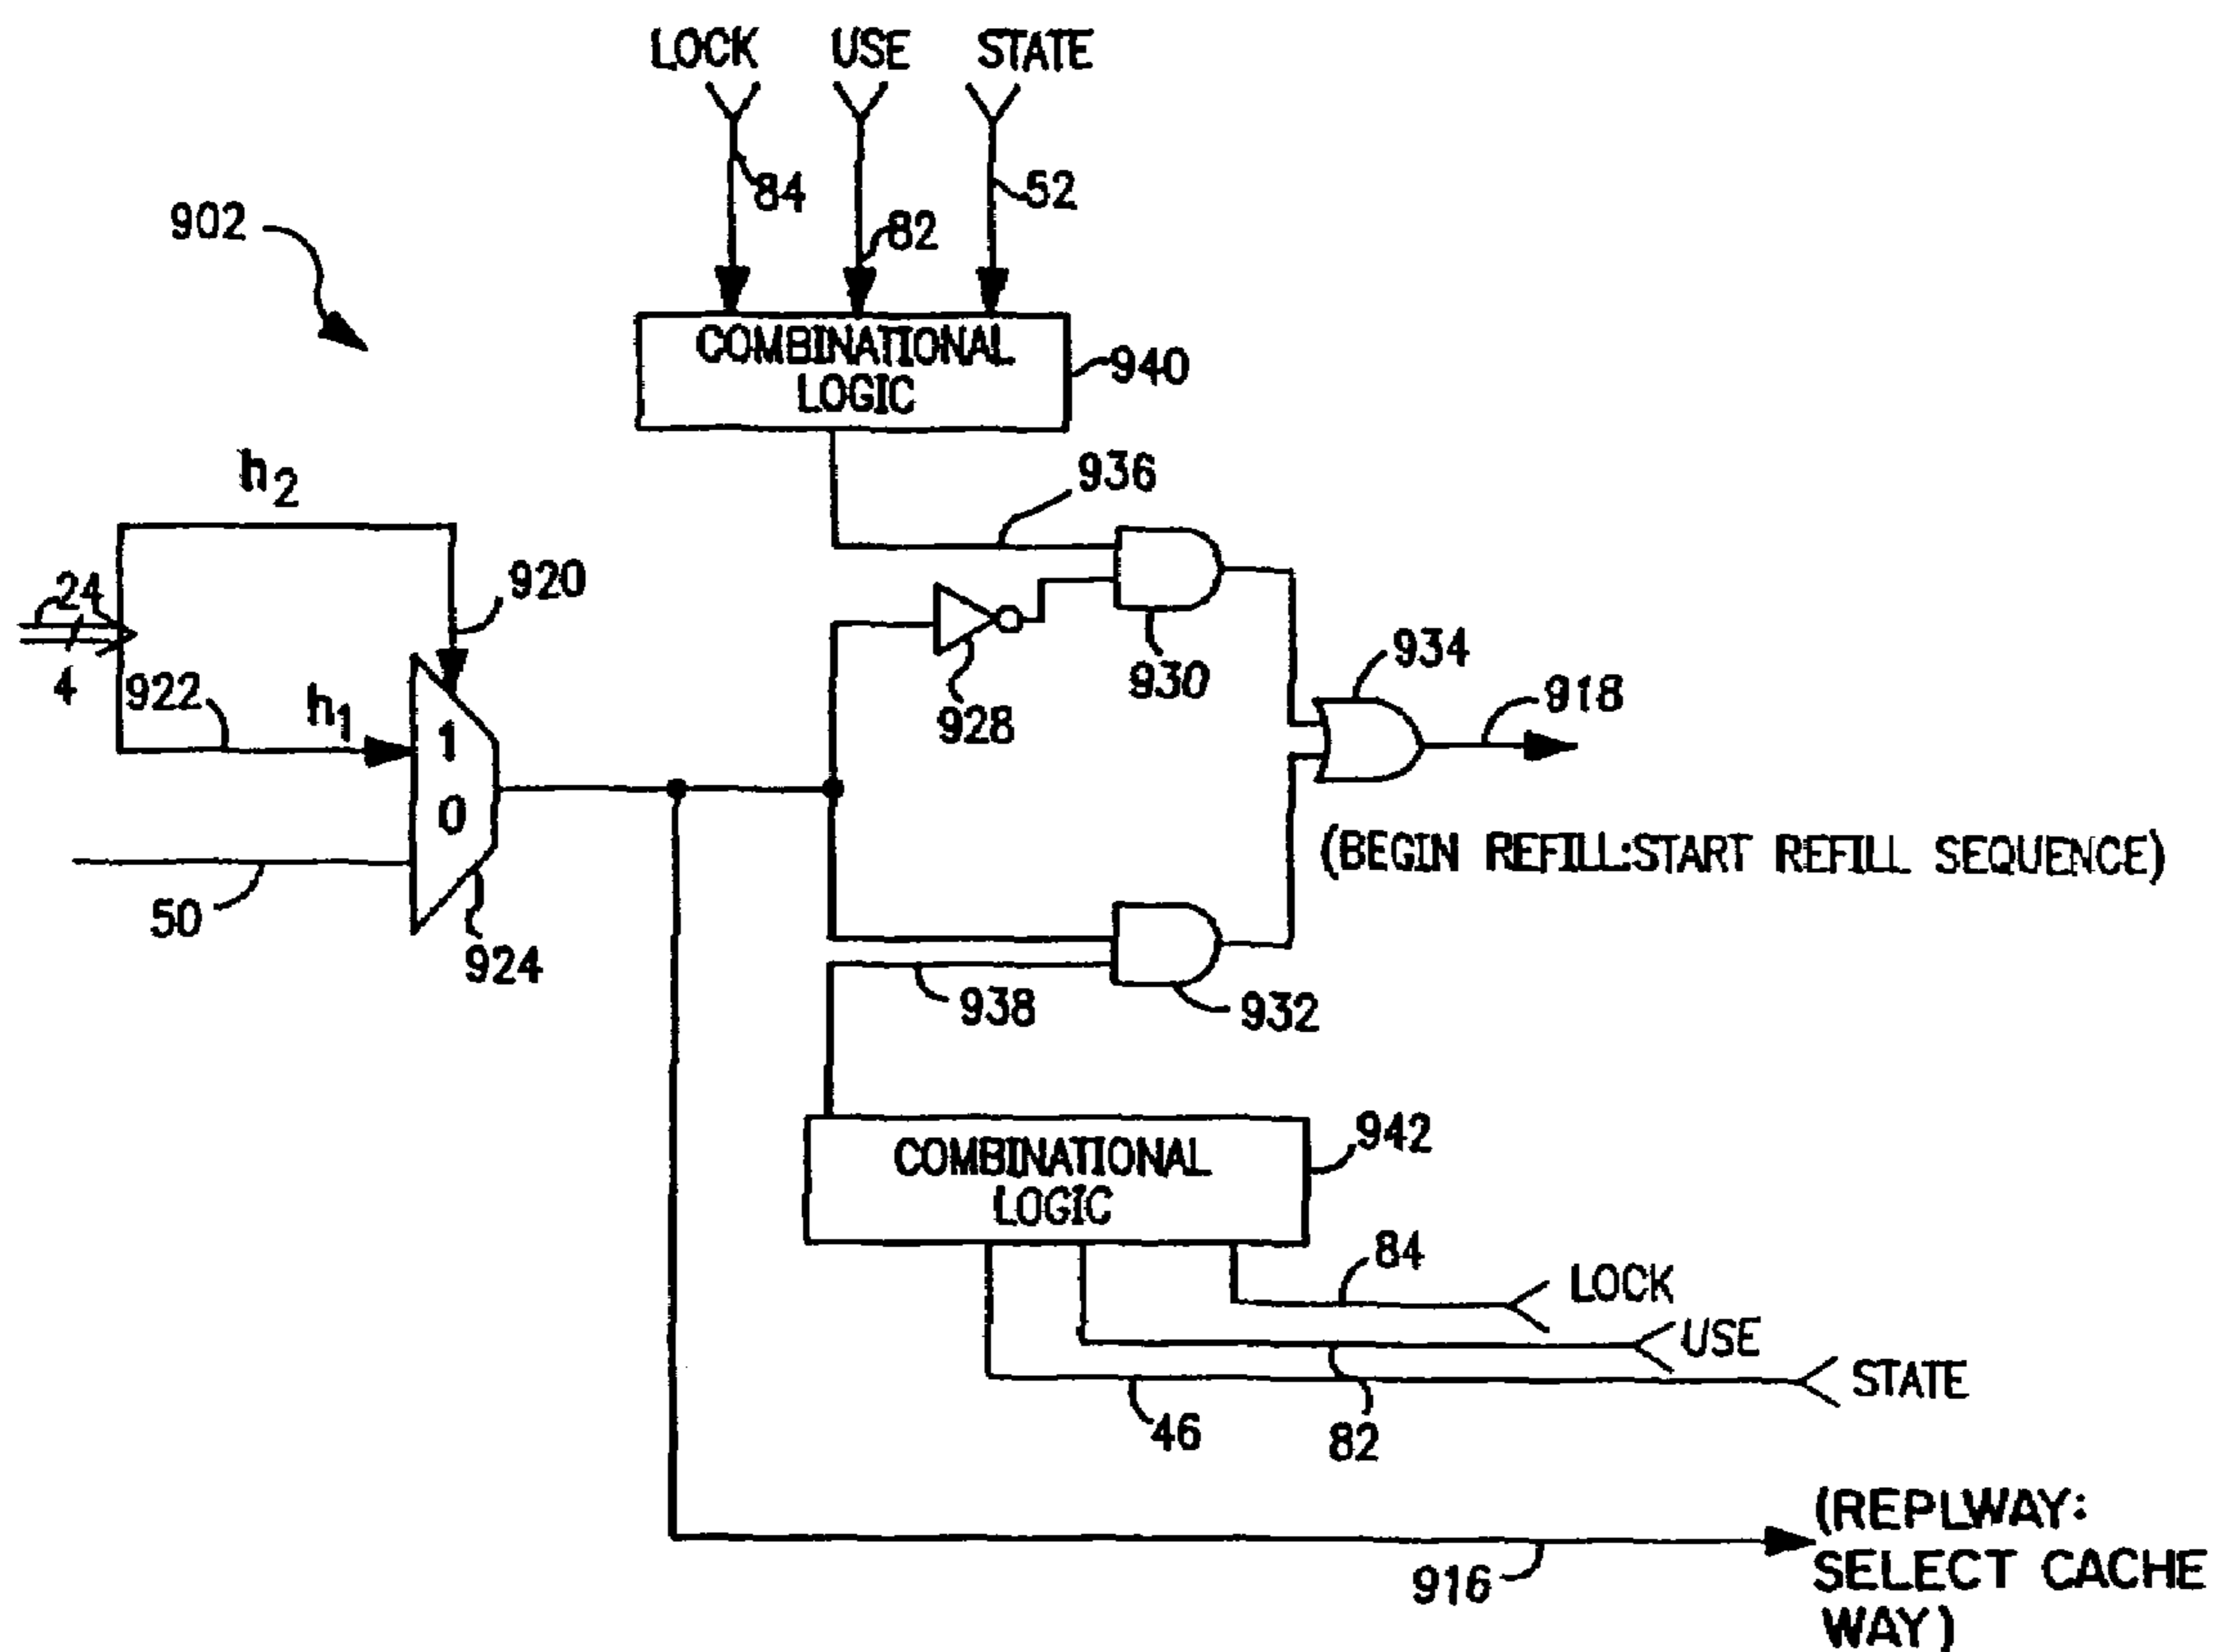 LOCK USE STATE
84
52
902
82
COMBINATIONAL
LOGIC
940
h2
936
24
920
4
922
h1
1
0
928
930
934
918
50
924
(BEGIN REFILL:START REFILL SEQUENCE)
938
932
COMBINATIONAL
LOGIC
942
84
LOCK
USE
STATE
46
82
916
(REPLWAY:
SELECT CACHE
WAY)